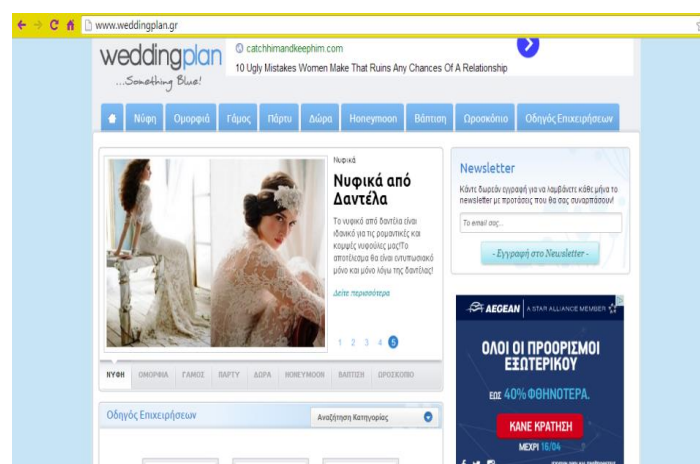 www.weddingplan.gr
weddingplan
...Something Blue!
catchhimandkeephim.com
10 Ugly Mistakes Women Make That Ruins Any Chances Of A Relationship
Νύφη Ομορφιά Γάμος Πάρτυ Δώρα Honeymoon Βάπτιση Ωροσκόπιο Οδηγός Επιχειρήσεων
Νυφικά
Νυφικά από
Δαντέλα
Το νυφικό από δαντέλα είναι
ιδανικό για τις ρομαντικές και
κομψές νυφούλες μας!Το
αποτέλεσμα θα είναι εντυπωσιακό
μόνο και μόνο λόγω της δαντέλας!
Δείτε περισσότερα
1 2 3 4 5
ΝΥΦΗ ΟΜΟΡΦΙΑ ΓΑΜΟΣ ΠΑΡΤΥ ΔΩΡΑ HONEYMOON ΒΑΠΤΙΣΗ ΩΡΟΣΚΟΠΙΟ
Οδηγός Επιχειρήσεων
Αναζήτηση Κατηγορίας
Newsletter
Κάντε δωρεάν εγγραφή για να λαμβάνετε κάθε μήνα το
newsletter με προτάσεις που θα σας συναρπάσουν!
Το email σας..
- Εγγραφή στο Newsletter -
AEGEAN A STAR ALLIANCE MEMBER
ΟΛΟΙ ΟΙ ΠΡΟΟΡΙΣΜΟΙ
ΕΞΩΤΕΡΙΚΟΥ
ΕΩΣ 40% ΦΘΗΝΟΤΕΡΑ.
ΚΑΝΕ ΚΡΑΤΗΣΗ
ΜΕΧΡΙ 16/04